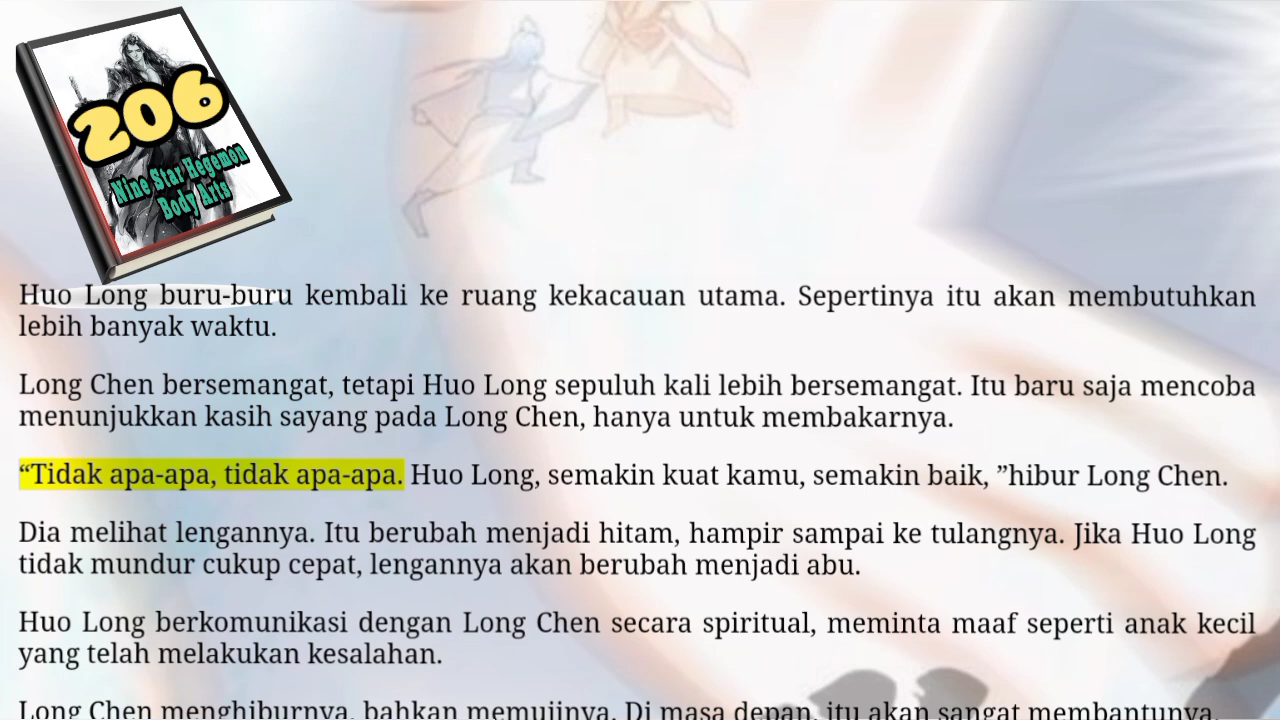 206
Nine Star Hegemon
Body Arts
Huo Long buru-buru kembali ke ruang kekacauan utama. Sepertinya itu akan membutuhkan
lebih banyak waktu.
Long Chen bersemangat, tetapi Huo Long sepuluh kali lebih bersemangat. Itu baru saja mencoba
menunjukkan kasih sayang pada Long Chen, hanya untuk membakarnya.
“Tidak apa-apa, tidak apa-apa. Huo Long, semakin kuat kamu, semakin baik, ”hibur Long Chen.
Dia melihat lengannya. Itu berubah menjadi hitam, hampir sampai ke tulangnya. Jika Huo Long
tidak mundur cukup cepat, lengannya akan berubah menjadi abu.
Huo Long berkomunikasi dengan Long Chen secara spiritual, meminta maaf seperti anak kecil
yang telah melakukan kesalahan.
Long Chen menghiburnya, bahkan memujinya. Di masa depan, itu akan sangat membantunya.